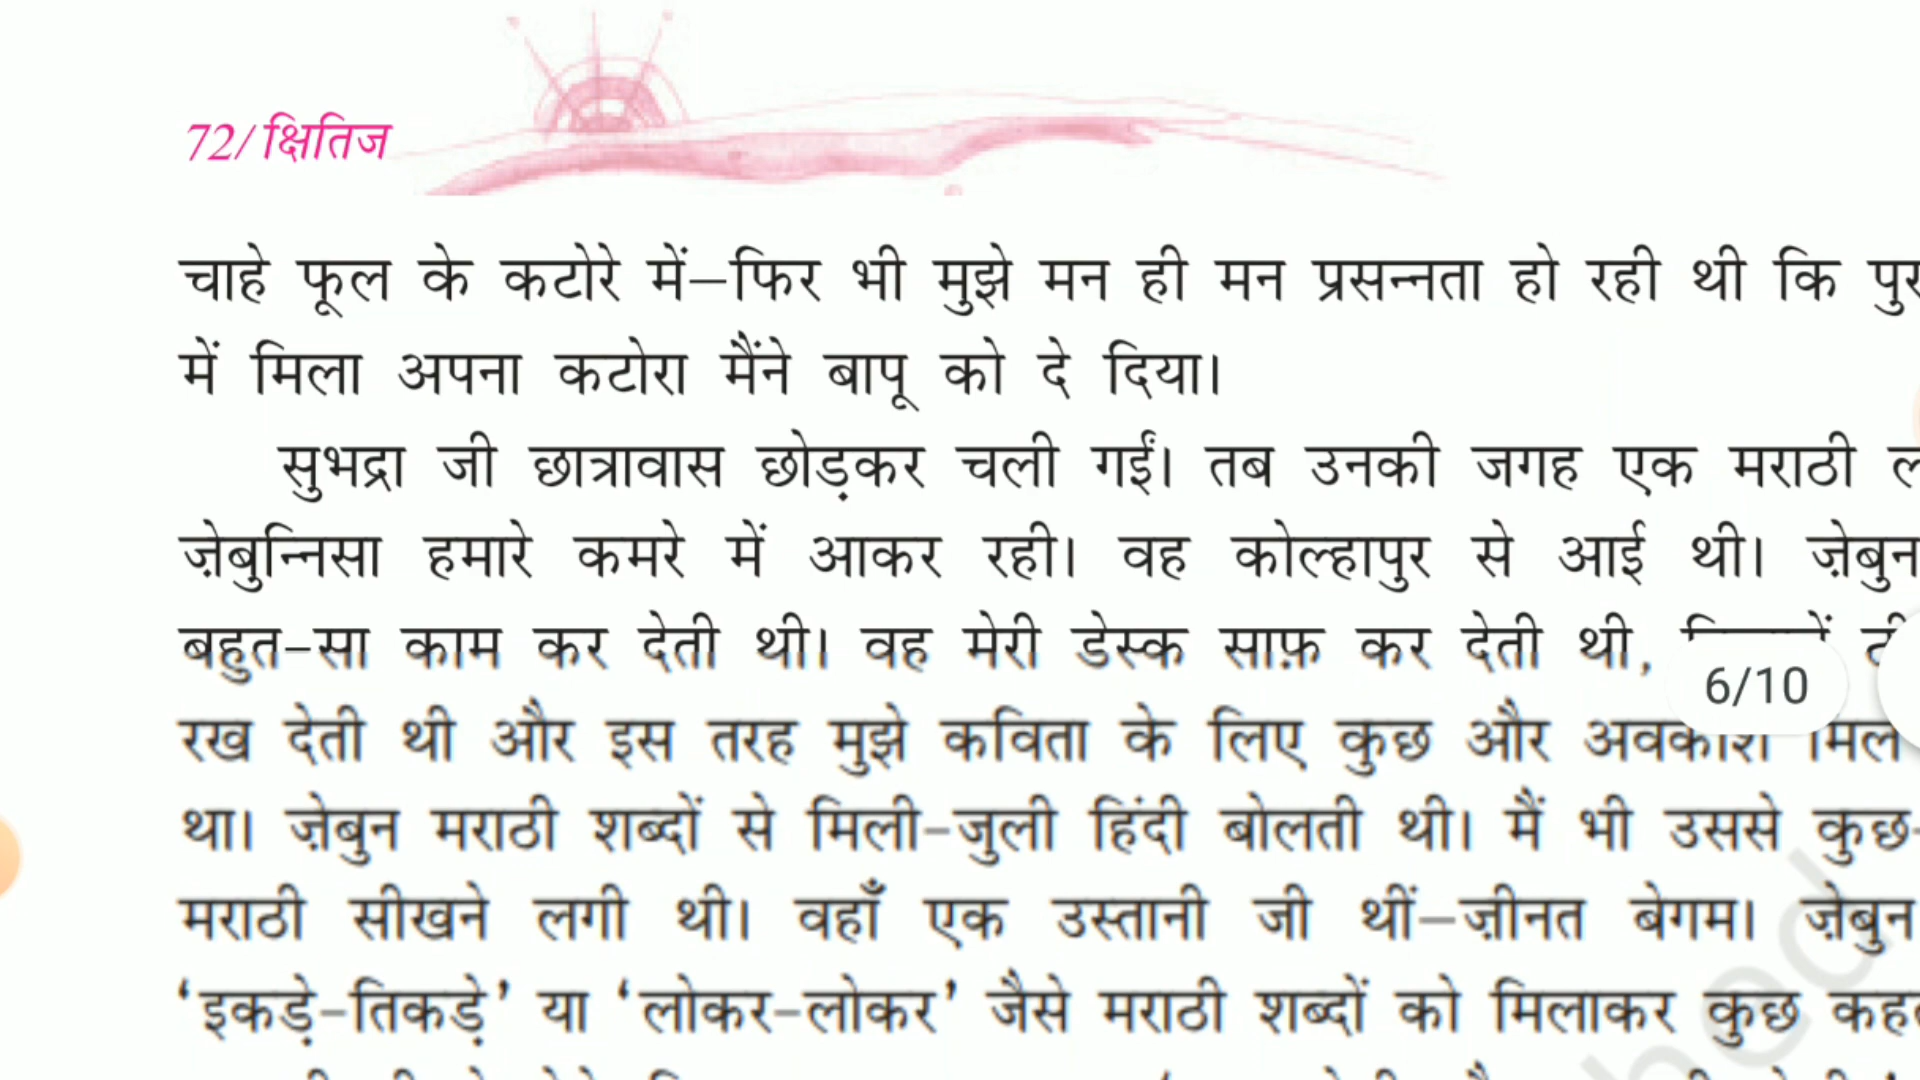 72/क्षितिज
चाहे फूल के कटोरे में–फिर भी मुझे मन ही मन प्रसन्नता हो रही थी कि
में मिला अपना कटोरा मैंने बापू को दे दिया।
सुभद्रा जी छात्रावास छोड़कर चली गईं। तब उनकी जगह एक मराठी
ज़ेबुन्निसा हमारे कमरे में आकर रही। वह कोल्हापुर से आई थी। ज़ेबुन
बहुत-सा काम कर देती थी। वह मेरी डेस्क साफ़ कर देती थी,
6/10
रख देती थी और इस तरह मुझे कविता के लिए कुछ और अवकाश मिल
था। ज़ेबुन मराठी शब्दों से मिली-जुली हिंदी बोलती थी। मैं भी उससे कुछ-
मराठी सीखने लगी थी। वहाँ एक उस्तानी जी थीं–ज़ीनत बेगम। ज़ेबुन
‘इकड़े-तिकड़े’ या ‘लोकर-लोकर’ जैसे मराठी शब्दों को मिलाकर कुछ